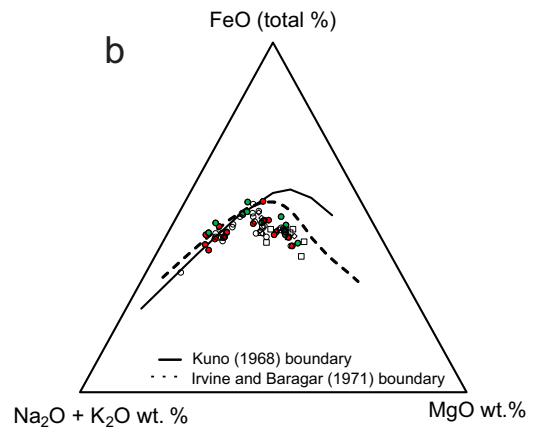 FeO (total %)
b
Kuno (1968) boundary
Irvine and Baragar (1971) boundary
Na₂O + K₂O wt. %
MgO wt.%